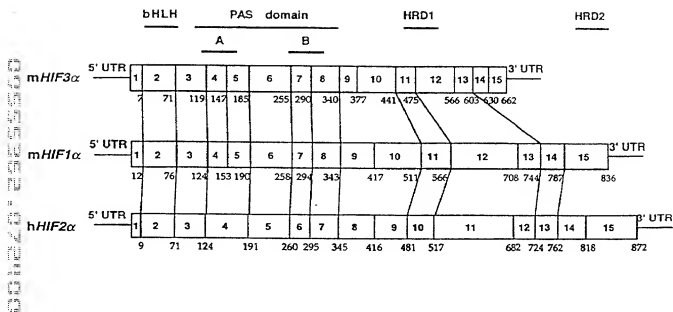 bHLH PAS domain HRD1 HRD2
A B
5' UTR 3' UTR
mHIF3α 1 2 3 4 5 6 7 8 9 10 11 12 13 14 15
7 71 119 147 185 255 290 340 377 441 475 566 603 630 662
5' UTR 3' UTR
mHIF1α 1 2 3 4 5 6 7 8 9 10 11 12 13 14 15
12 76 124 153 190 258 294 343 417 511 566 708 744 787 836
5' UTR 3' UTR
hHIF2α 1 2 3 4 5 6 7 8 9 10 11 12 13 14 15
9 71 124 191 260 295 345 416 481 517 682 724 762 818 872